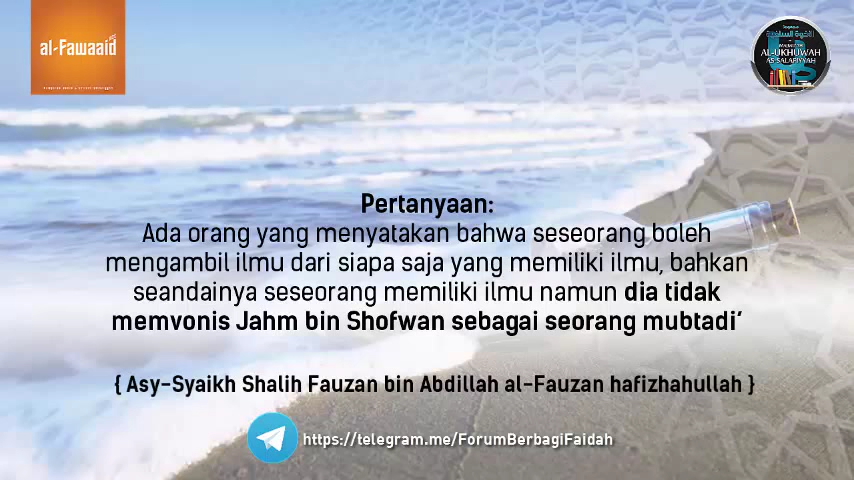 al-Fawaaid
الأخوة السلفية
AL-UKHUWAH
AS-SALAFIYYAH
Pertanyaan:
Ada orang yang menyatakan bahwa seseorang boleh
mengambil ilmu dari siapa saja yang memiliki ilmu, bahkan
seandainya seseorang memiliki ilmu namun dia tidak
memvonis Jahm bin Shofwan sebagai seorang mubtadi’
{ Asy-Syaikh Shalih Fauzan bin Abdillah al-Fauzan hafizhahullah }
https://telegram.me/ForumBerbagiFaidah